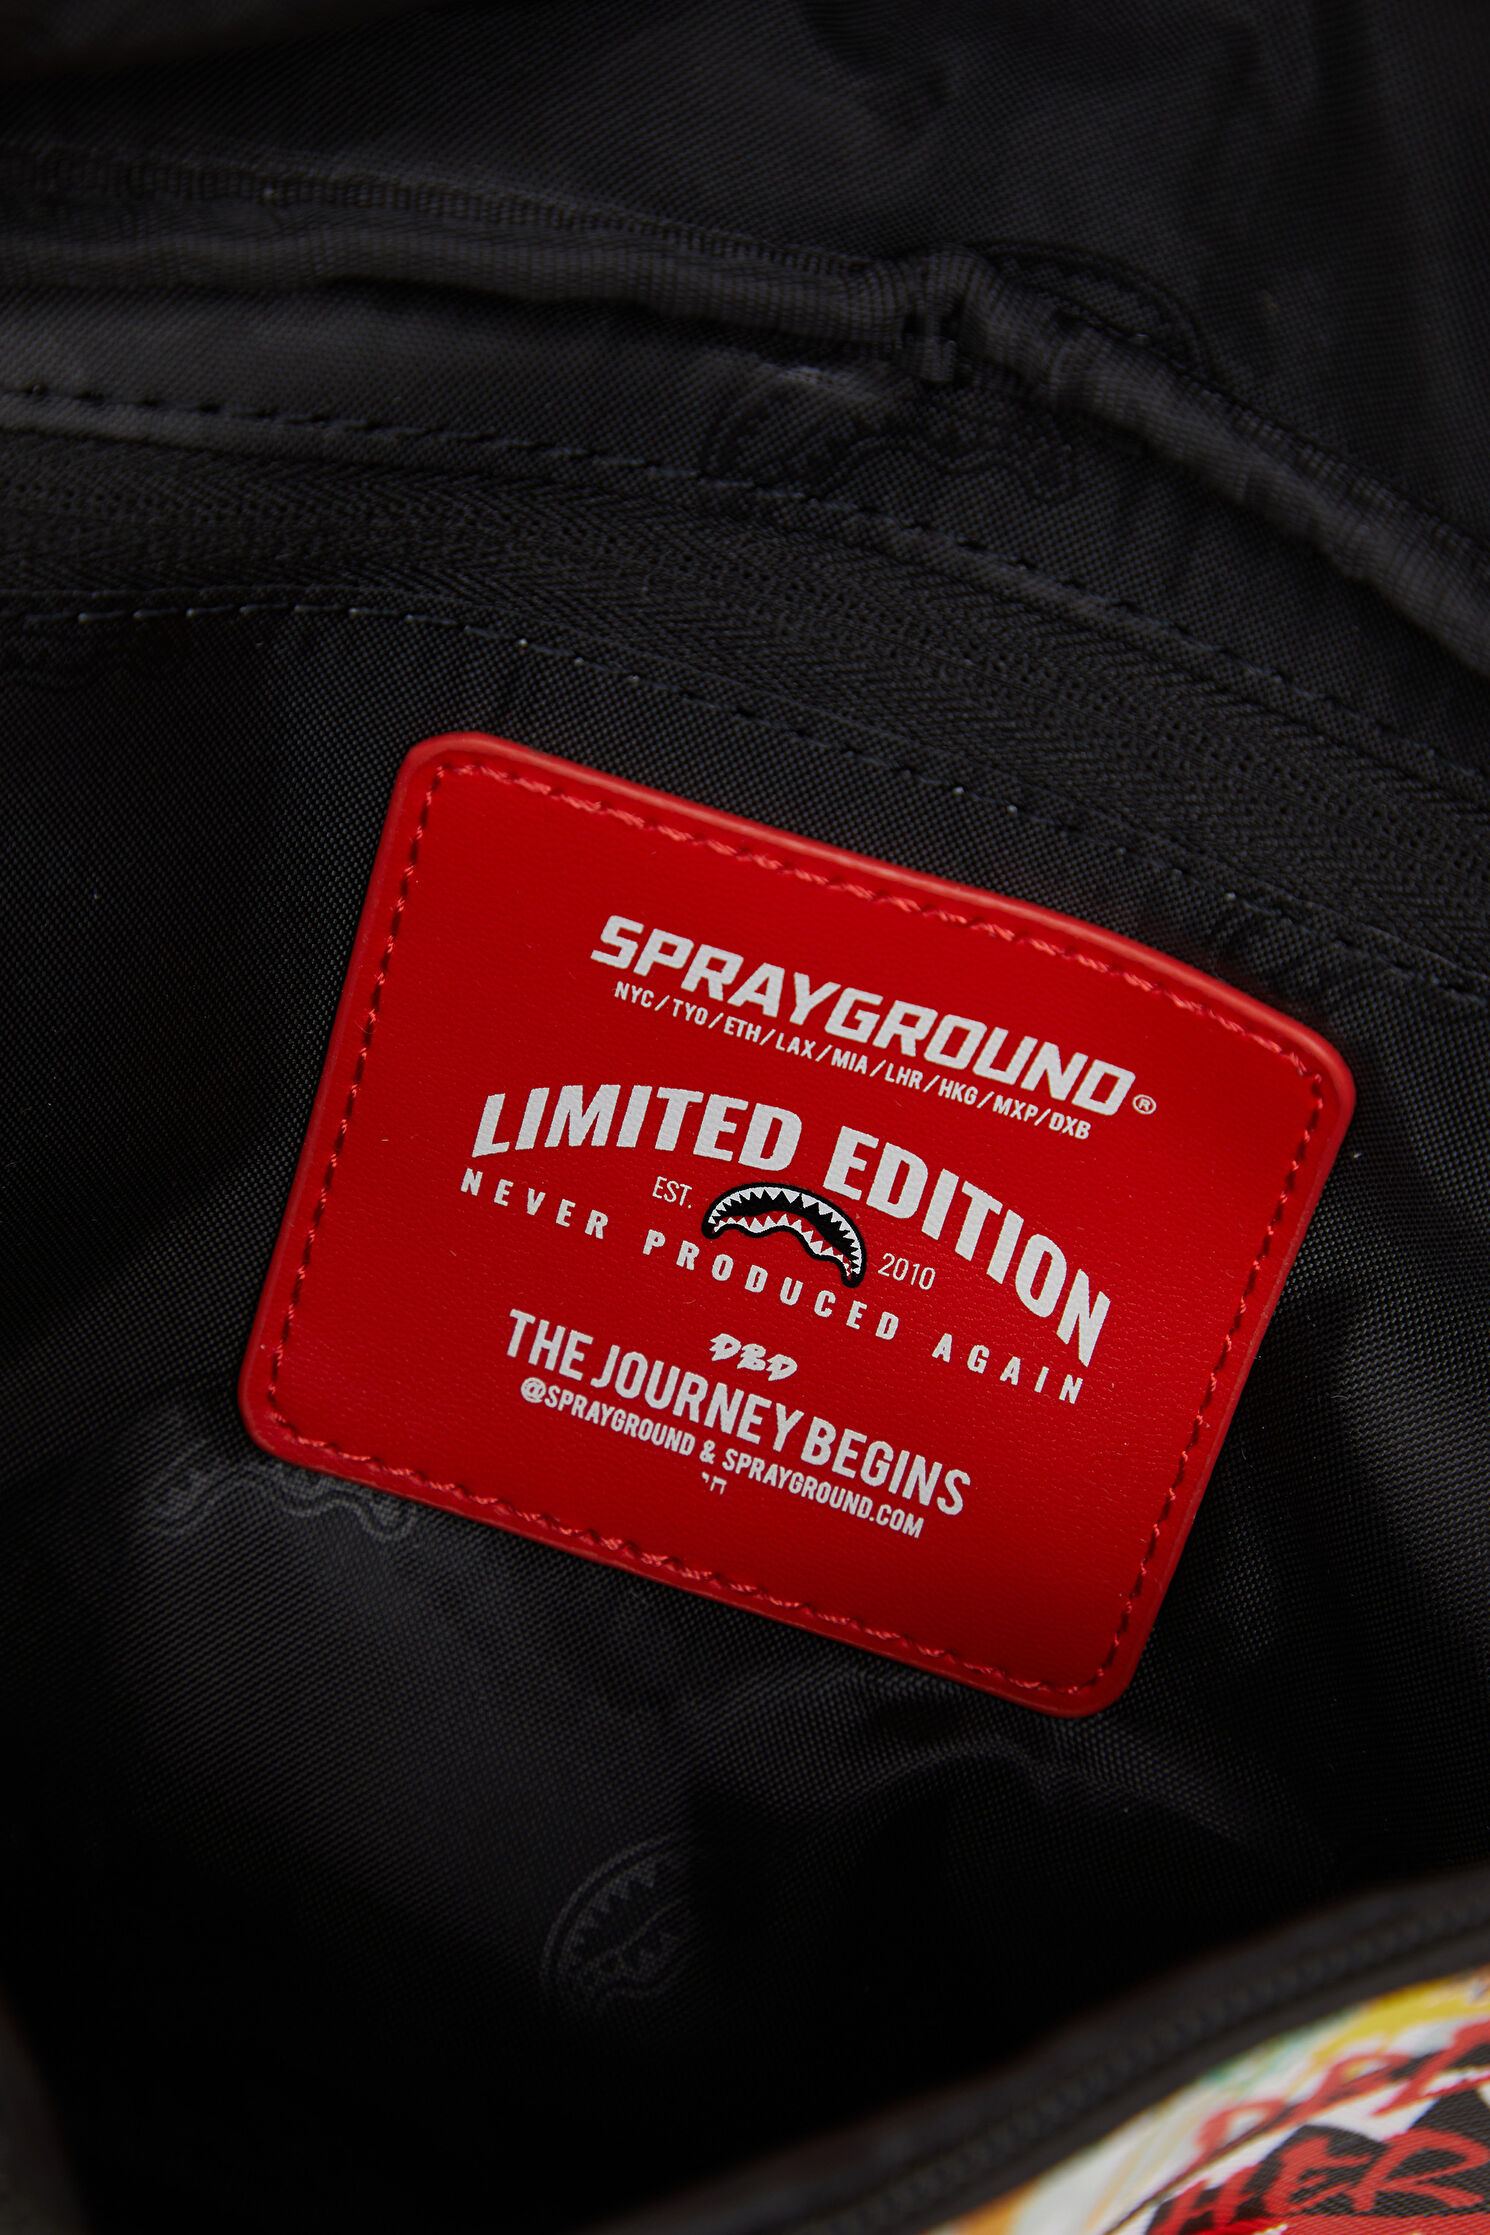 SPRAYGROUND®
NYC/TYO/ETH/LAX/MIA/LHR/HKG/MXP/DXB
LIMITED EDITION
EST. 2010
NEVER PRODUCED AGAIN
DBD
THE JOURNEY BEGINS
@SPRAYGROUND & SPRAYGROUND.COM
חי